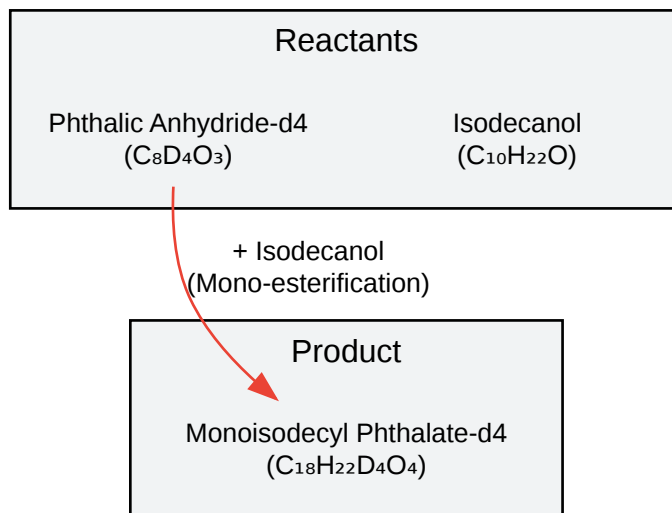 Reactants
Phthalic Anhydride-d4
(C₈D₄O₃)
Isodecanol
(C₁₀H₂₂O)
+ Isodecanol
(Mono-esterification)
Product
Monoisodecyl Phthalate-d4
(C₁₈H₂₂D₄O₄)